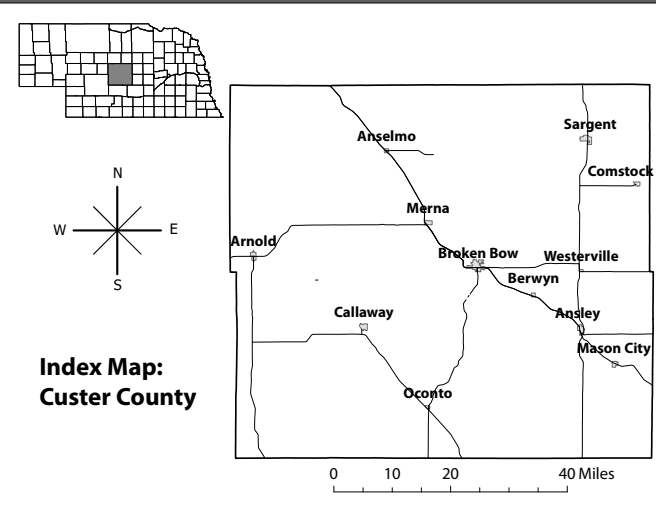 Anselmo
Sargent
Comstock
N
Merna
W
E
Arnold
Broken Bow
Westerville
Berwyn
S
Callaway
Ansley
Mason City
Index Map:
Custer County
Oconto
0 10 20 40 Miles